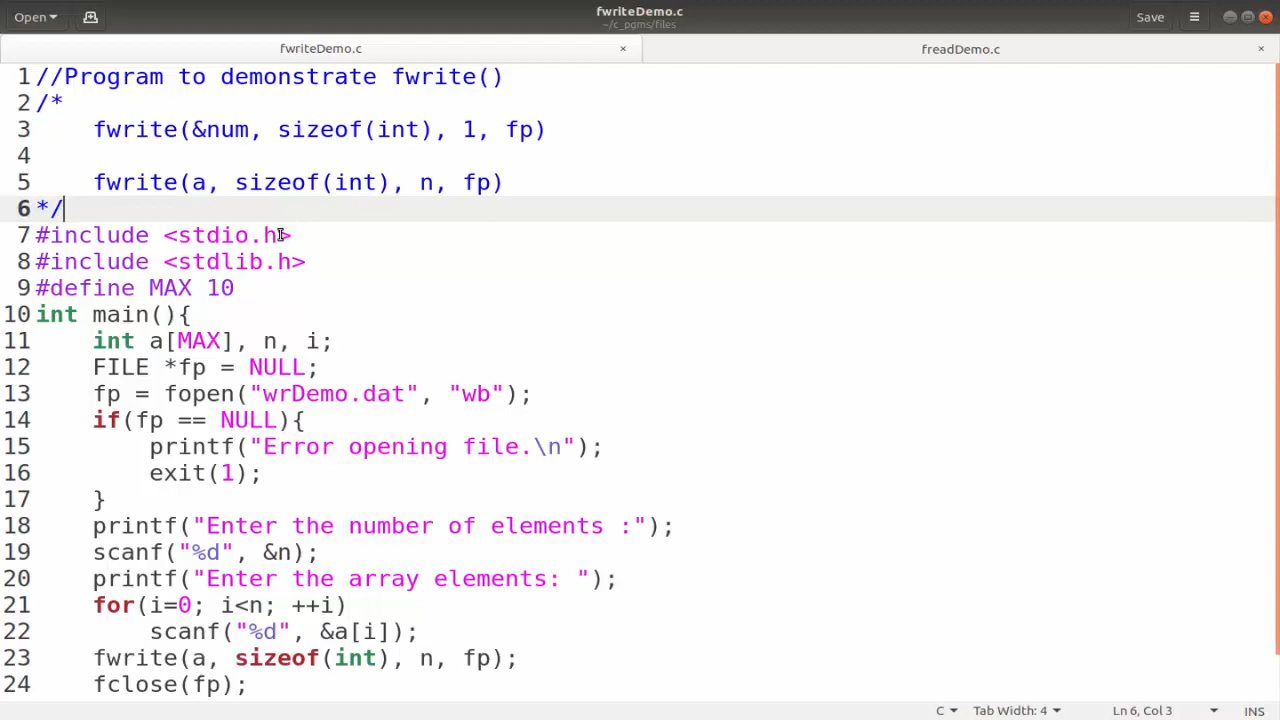 Open
fwriteDemo.c
~/c_pgms/files
Save
fwriteDemo.c ×
freadDemo.c ×
1 //Program to demonstrate fwrite()
2 /*
3     fwrite(&num, sizeof(int), 1, fp)
4
5     fwrite(a, sizeof(int), n, fp)
6 */
7 #include <stdio.h>
8 #include <stdlib.h>
9 #define MAX 10
10 int main(){
11     int a[MAX], n, i;
12     FILE *fp = NULL;
13     fp = fopen("wrDemo.dat", "wb");
14     if(fp == NULL){
15         printf("Error opening file.\n");
16         exit(1);
17     }
18     printf("Enter the number of elements :");
19     scanf("%d", &n);
20     printf("Enter the array elements: ");
21     for(i=0; i<n; ++i)
22         scanf("%d", &a[i]);
23     fwrite(a, sizeof(int), n, fp);
24     fclose(fp);
C Tab Width: 4 Ln 6, Col 3 INS